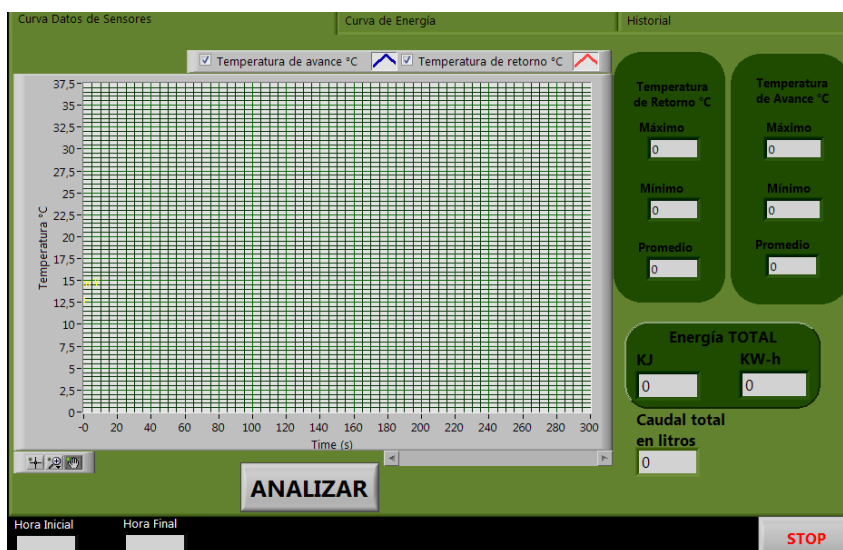 Curva Datos de Sensores
Curva de Energía
Historial
Temperatura de avance °C
Temperatura de retorno °C
Temperatura °C
37,5
35
32,5
30
27,5
25
22,5
20
17,5
15
12,5
10
7,5
5
2,5
0
-0 20 40 60 80 100 120 140 160 180 200 220 240 260 280 300
Time (s)
Temperatura
de Retorno °C
Máximo
0
Mínimo
0
Promedio
0
Temperatura
de Avance °C
Máximo
0
Mínimo
0
Promedio
0
Energía TOTAL
KJ
KW-h
0
0
Caudal total
en litros
0
ANALIZAR
Hora Inicial
Hora Final
STOP